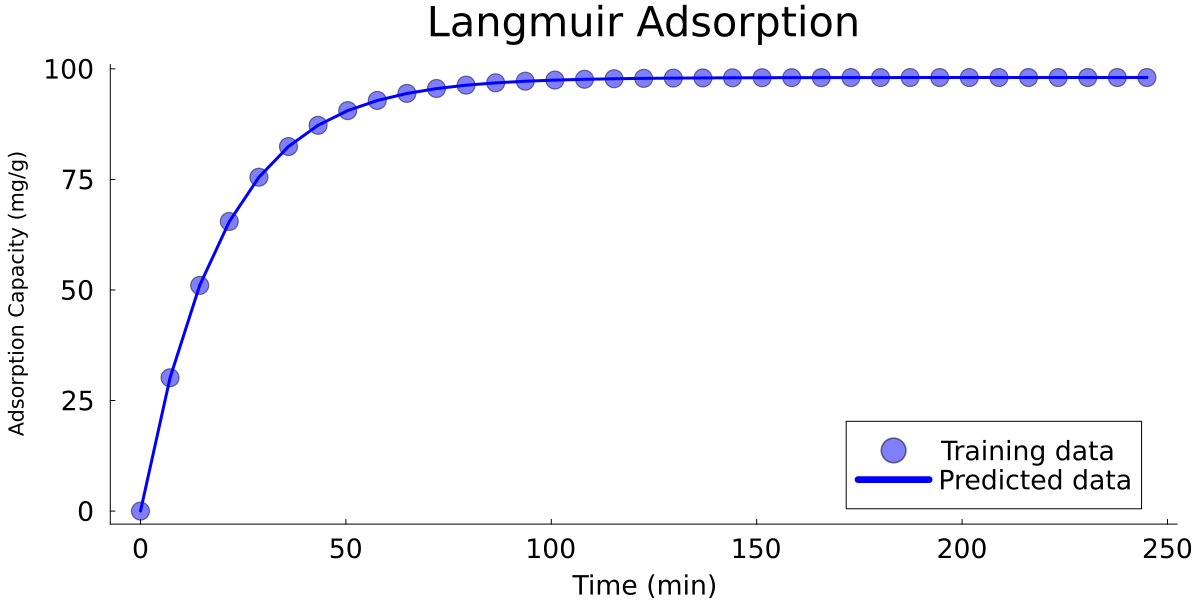 Langmuir Adsorption
Adsorption Capacity (mg/g)
100
75
50
25
0
0 50 100 150 200 250
Time (min)
Training data
Predicted data